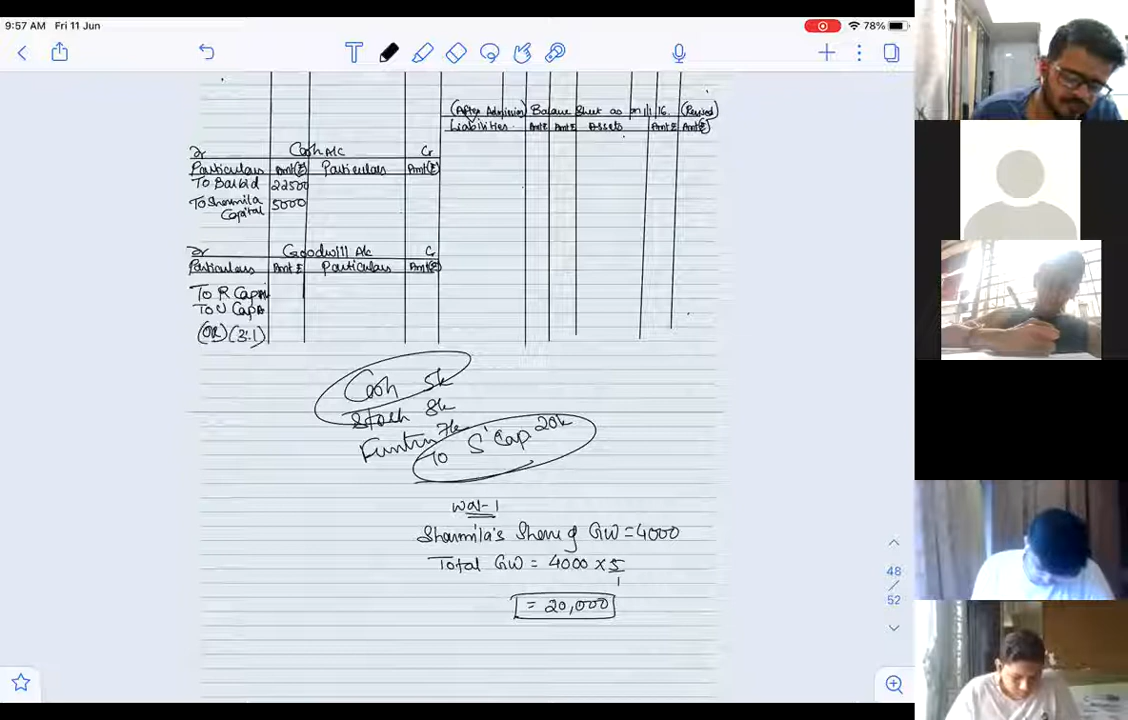 9:57 AM Fri 11 Jun
78%
(After Admission) Balance Sheet as on 1/1/16.
Liabilities Amt ₹ Amt ₹ Assets Amt ₹ Amt ₹
Dr Cash A/c Cr
Particulars Amt(₹) Particulars Amt(₹)
To Bal b/d 22500
To Sharmila 5000
Capital
Dr Goodwill A/c Cr
Particulars Amt ₹ Particulars Amt(₹)
To R Capital
To U Cap
(OR) (3:1)
Cash 5k
Stock 8k
7k
To S' Cap 20k
WN-1
Sharmila's Share of GW = 4000
Total GW = 4000 × 5
1
= 20,000
48
/
52